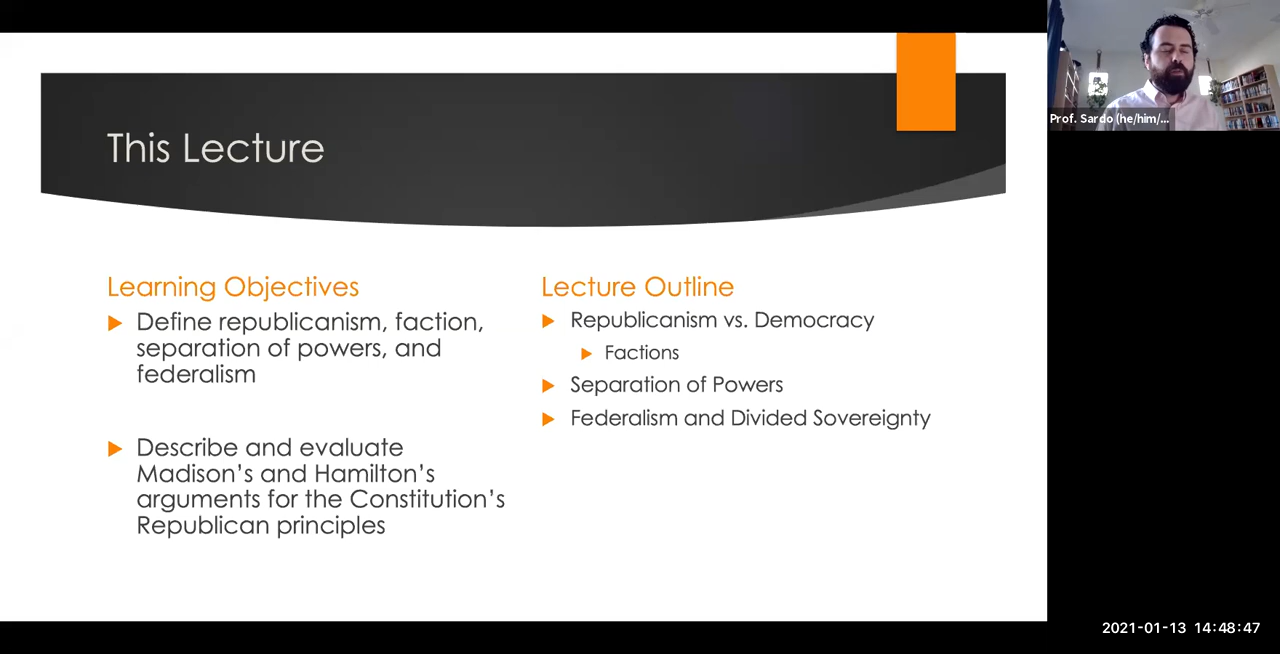 This Lecture
Learning Objectives
Define republicanism, faction,
separation of powers, and
federalism
Describe and evaluate
Madison's and Hamilton's
arguments for the Constitution's
Republican principles
Lecture Outline
Republicanism vs. Democracy
Factions
Separation of Powers
Federalism and Divided Sovereignty
Prof. Sardo (he/him/...
2021-01-13 14:48:47